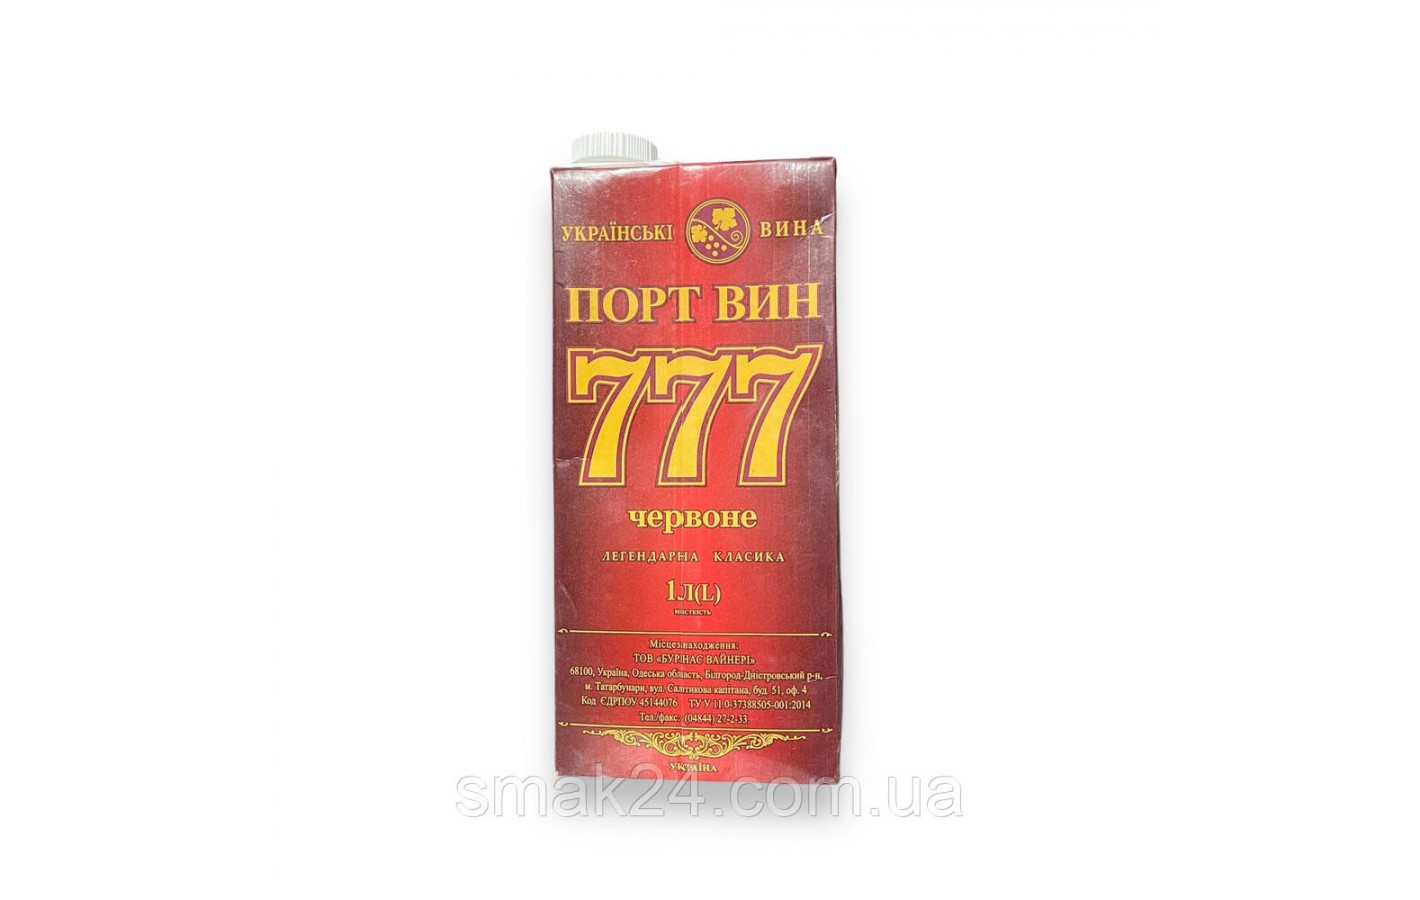 УКРАЇНСЬКІ ВИНА
ПОРТ ВИН
777
червоне
ЛЕГЕНДАРНА КЛАСИКА
1Л(L)
місткість
Місцезнаходження:
ТОВ «БУРНАС ВАЙНЕРІ»
68100, Україна, Одеська область, Білгород-Дністровський р-н,
м. Татарбунари, вул. Салтикова капітана, буд. 51, оф. 4
Код ЄДРПОУ 45144076 ТУ У 11.0-37388505-001:2014
Тел./факс: (04844) 27-2-33
УКРАЇНА
smak24.com.ua